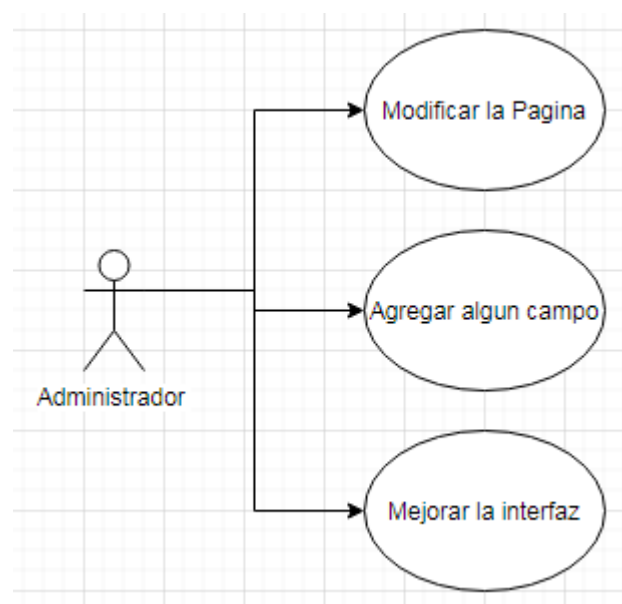 Modificar la Pagina
Agregar algun campo
Administrador
Mejorar la interfaz